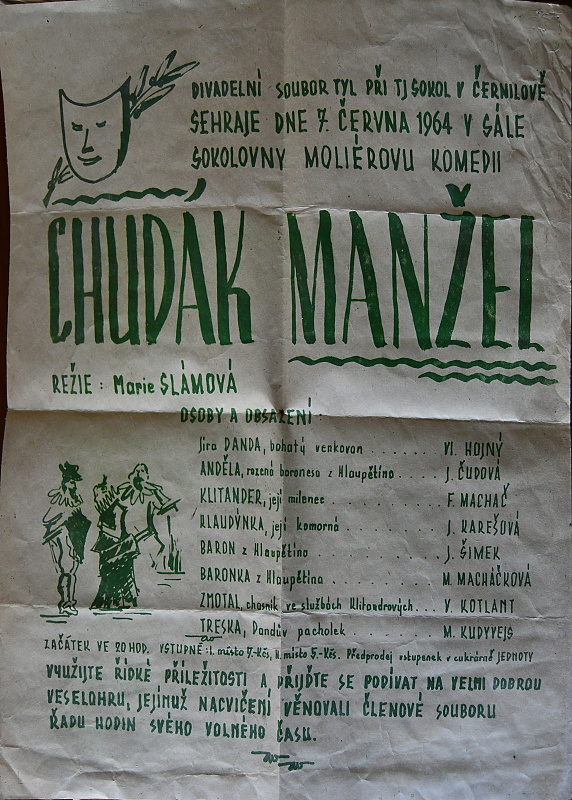 DIVADELNÍ SOUBOR TYL PŘI TJ SOKOL V ČERNILOVĚ
SEHRAJE DNE 7. ČERVNA 1964 V SÁLE
SOKOLOVNY MOLIÉROVU KOMEDII
CHUDÁK MANŽEL
REŽIE : Marie SLÁMOVÁ
OSOBY A OBSAZENÍ :
Jíra DANDA, bohatý venkovan . . . . . . . VL. HOJNÝ
ANDĚLA, rozená baronesa z Hloupětína . . . . . . . J. ČUDOVÁ
KLITANDER, její milenec . . . . . . . F. MACHAČ
KLAUDÝNKA, její komorná . . . . . . . J. KAREŠOVÁ
BARON z Hloupětína . . . . . . . J. ŠIMEK
BARONKA z Hloupětína . . . . . . . M. MACHÁČKOVÁ
ZMOTAL, chasník ve službách Klitandrových . . . V. KOTLANT
TRESKA, Dandův pacholek . . . . . . . M. KUDYVEJS
ZAČÁTEK VE 20 HOD. VSTUPNÉ : I. místo 7.-Kčs, II. místo 5.-Kčs. Předprodej vstupenek v cukrárně JEDNOTY
VYUŽIJTE ŘÍDKÉ PŘÍLEŽITOSTI A PŘIJĎTE SE PODÍVAT NA VELMI DOBROU
VESELOHRU, JEJÍMUŽ NACVIČENÍ VĚNOVALI ČLENOVÉ SOUBORU
ŘADU HODIN SVÉHO VOLNÉHO ČASU.